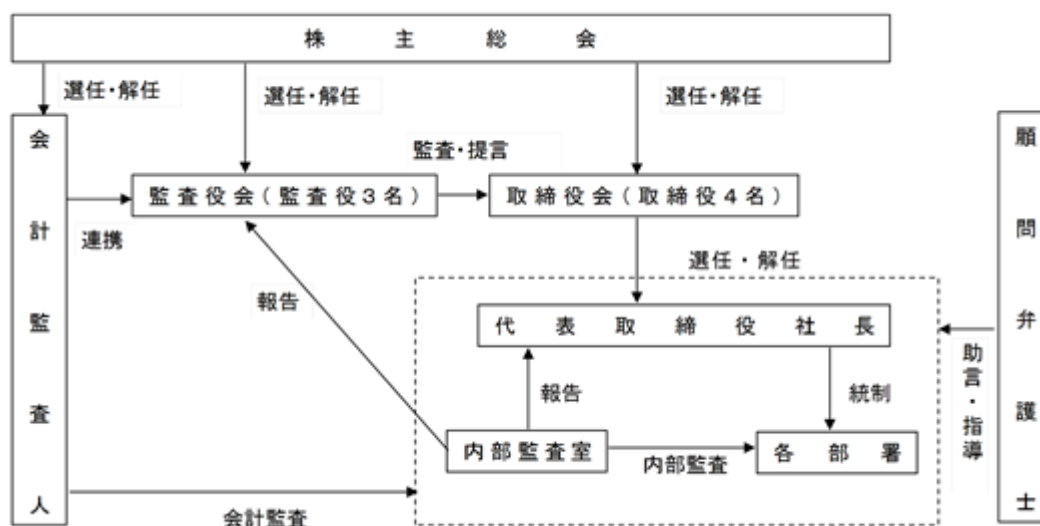 株主総会
選任・解任
選任・解任
選任・解任
会計監査人
顧問弁護士
監査・提言
監査役会(監査役3名)
取締役会(取締役4名)
連携
選任・解任
報告
代表取締役社長
助言・指導
報告
統制
内部監査室
内部監査
各部署
会計監査